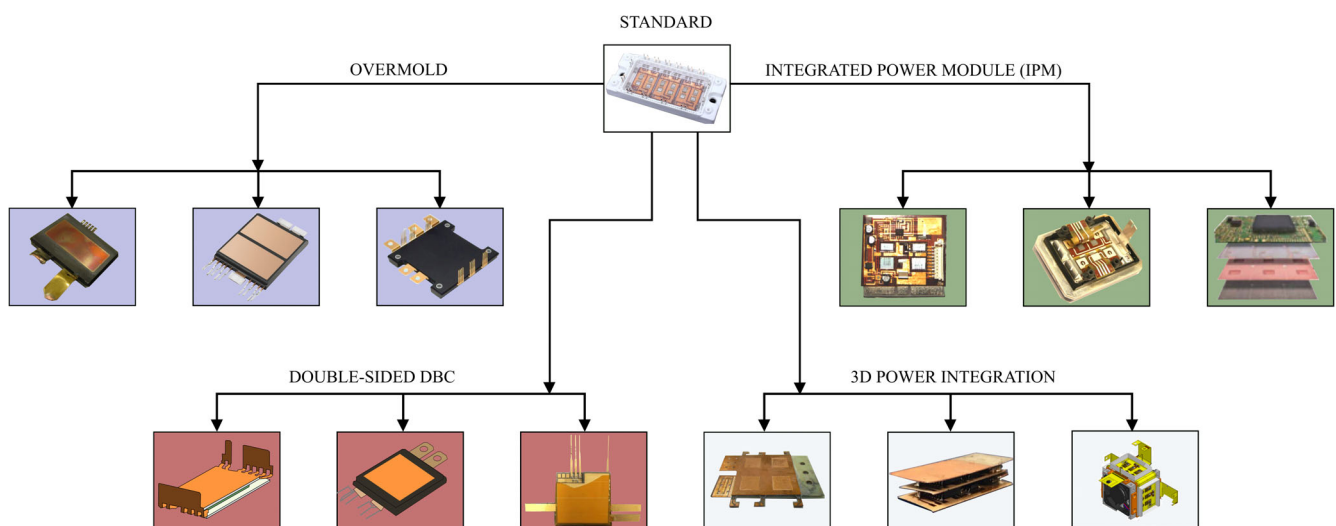 STANDARD
OVERMOLD
INTEGRATED POWER MODULE (IPM)
DOUBLE-SIDED DBC
3D POWER INTEGRATION